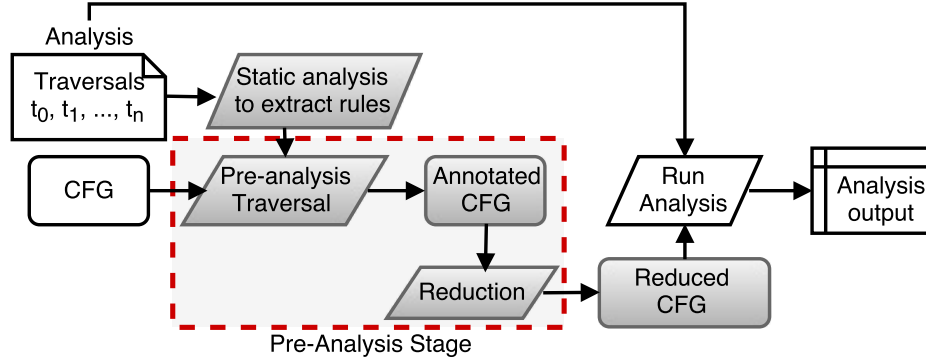 Analysis
Traversals
t0, t1, ..., tn
Static analysis
to extract rules
CFG
Pre-analysis
Traversal
Annotated
CFG
Run
Analysis
Analysis
output
Reduction
Reduced
CFG
Pre-Analysis Stage